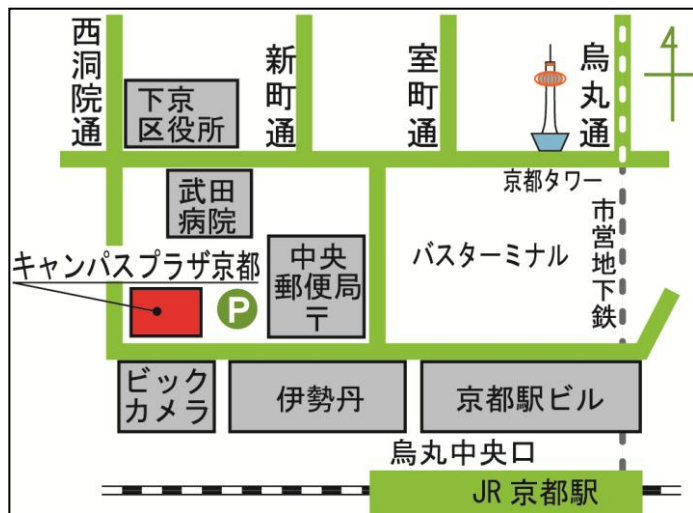 西洞院通
新町通
室町通
烏丸通
4
下京
区役所
京都タワー
武田
病院
市営地下鉄
バスターミナル
キャンパスプラザ京都
中央
郵便局
〒
P
ビック
カメラ
伊勢丹
京都駅ビル
烏丸中央口
JR 京都駅